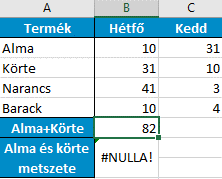 A B C
Termék Hétfő Kedd
Alma 10 31
Körte 31 10
Narancs 41 3
Barack 10 4
Alma+Körte 82
Alma és körte
metszete #NULLA!